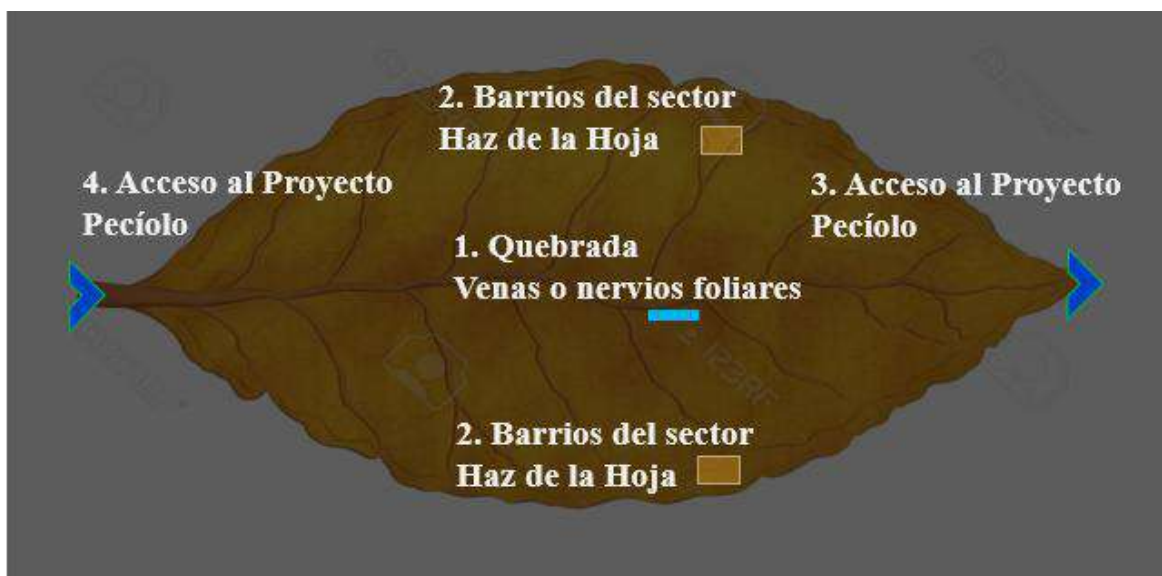 2. Barrios del sector
Haz de la Hoja
4. Acceso al Proyecto
Pecíolo
3. Acceso al Proyecto
Pecíolo
1. Quebrada
Venas o nervios foliares
123RF
2. Barrios del sector
Haz de la Hoja